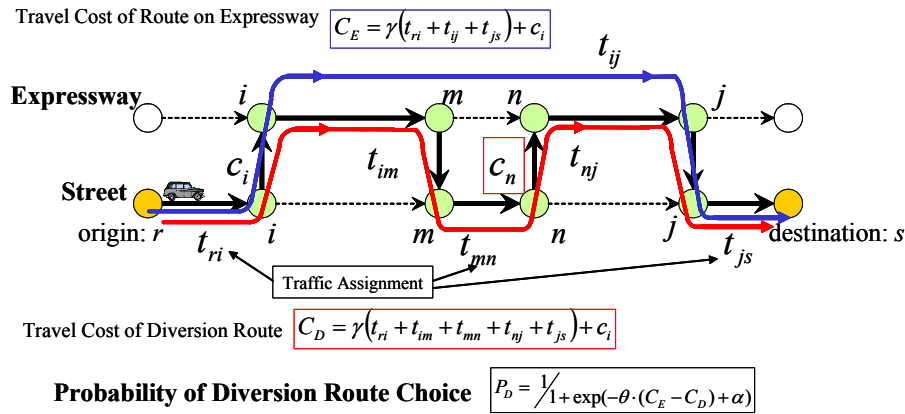 Travel Cost of Route on Expressway C_E = γ(t_ri + t_ij + t_js) + c_i
t_ij
Expressway i m n j
c_i t_im c_n t_nj
Street
origin: r i m n j destination: s
t_ri t_mn t_js
Traffic Assignment
Travel Cost of Diversion Route C_D = γ(t_ri + t_im + t_mn + t_nj + t_js) + c_i
Probability of Diversion Route Choice P_D = 1/1+exp(−θ·(C_E − C_D)+α)